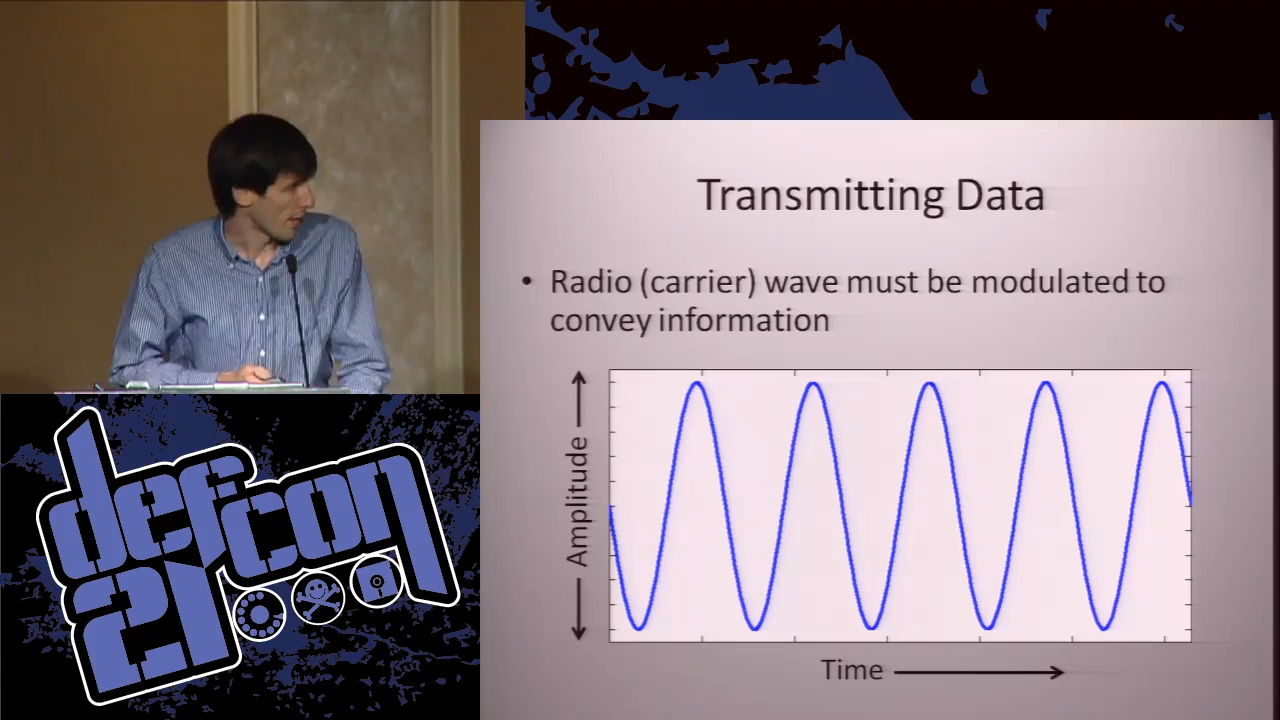 Transmitting Data
• Radio (carrier) wave must be modulated to
convey information
Amplitude
Time
defcon
21